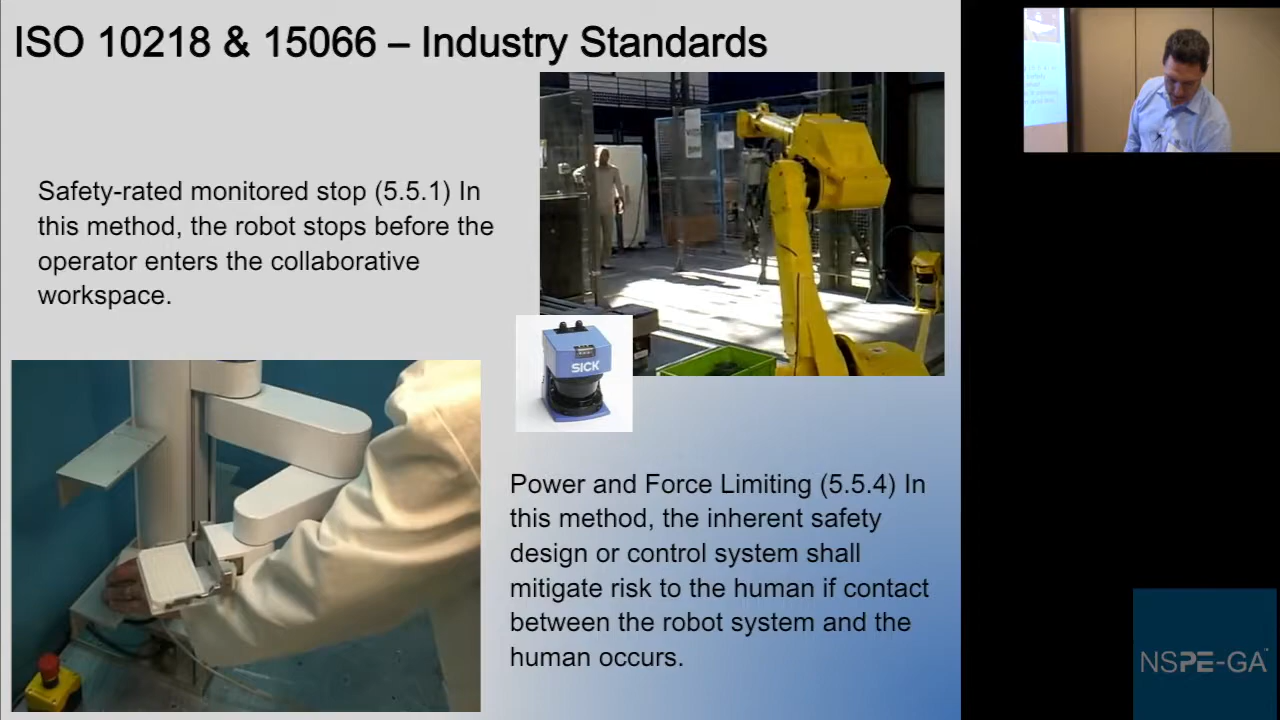 ISO 10218 & 15066 – Industry Standards
Safety-rated monitored stop (5.5.1) In
this method, the robot stops before the
operator enters the collaborative
workspace.
SICK
Power and Force Limiting (5.5.4) In
this method, the inherent safety
design or control system shall
mitigate risk to the human if contact
between the robot system and the
human occurs.
NSPE-GA